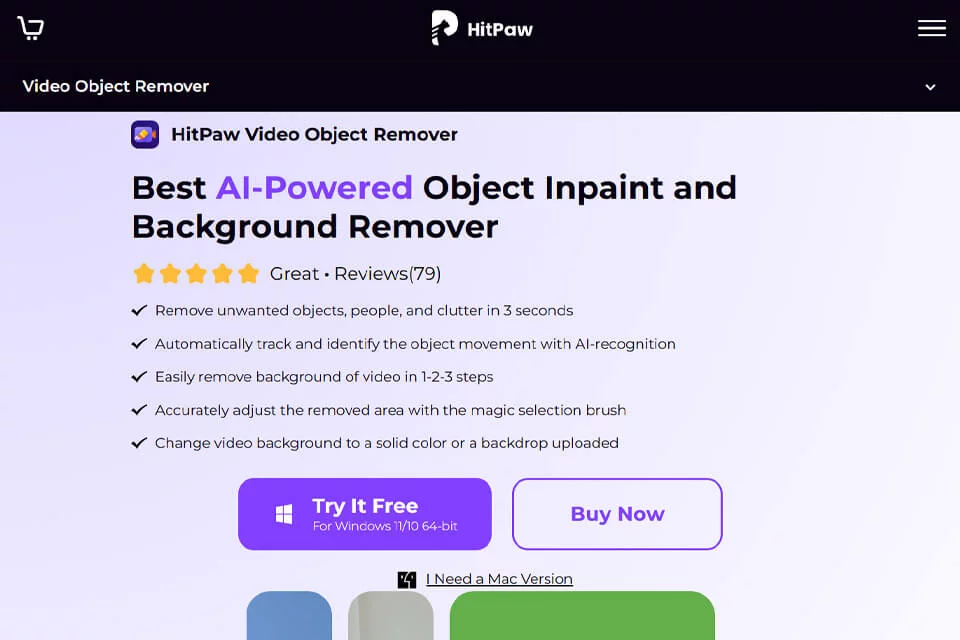 HitPaw
Video Object Remover
HitPaw Video Object Remover
Best AI-Powered Object Inpaint and
Background Remover
Great • Reviews(79)
Remove unwanted objects, people, and clutter in 3 seconds
Automatically track and identify the object movement with AI-recognition
Easily remove background of video in 1-2-3 steps
Accurately adjust the removed area with the magic selection brush
Change video background to a solid color or a backdrop uploaded
Try It Free
For Windows 11/10 64-bit
Buy Now
I Need a Mac Version